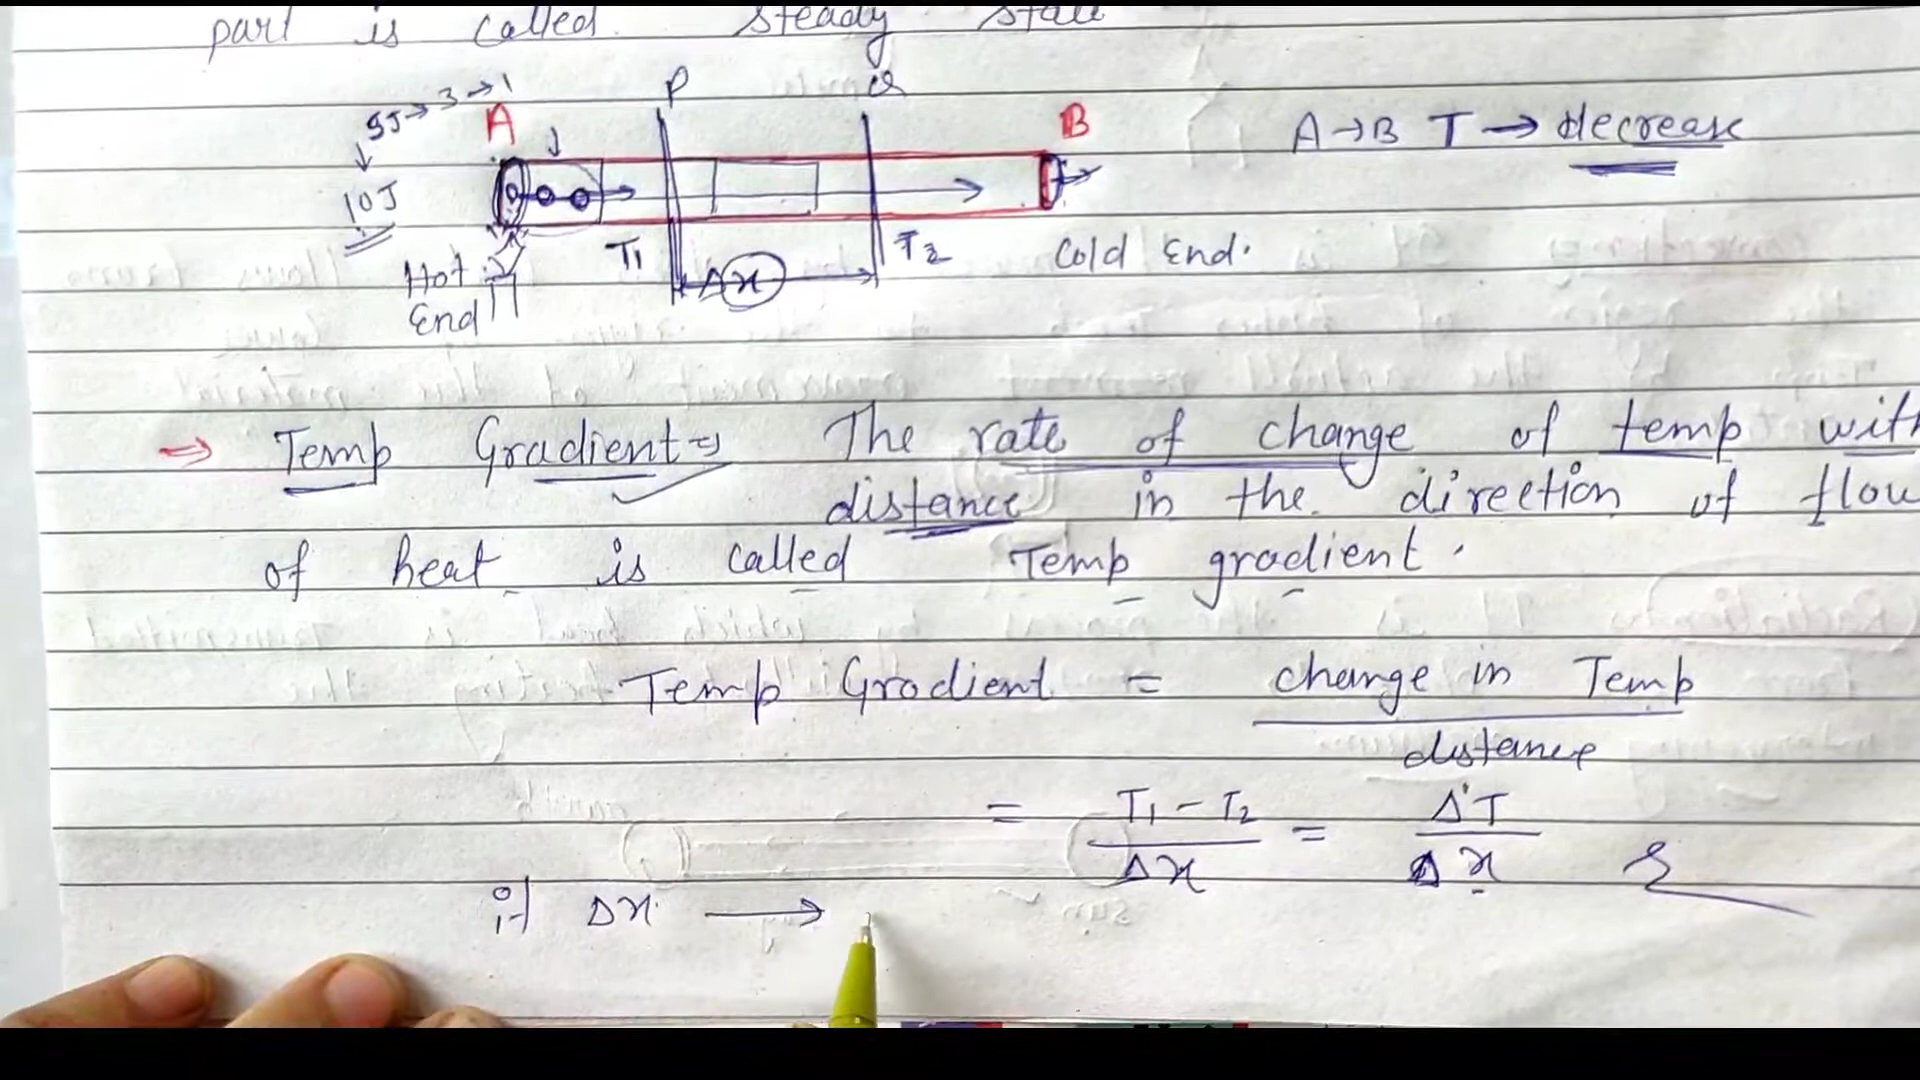 part is called steady state
P Q
5J → 3 → 1
A B
A → B T → decrease
10J
T₁ Δx T₂ Cold End.
Hot
End
⇒ Temp Gradient ⇒ The rate of change of temp with
distance in the direction of flow
of heat is called Temp gradient.
Temp Gradient = change in Temp
distance
= T₁ - T₂ / Δx = ΔT / Δx
if Δx →